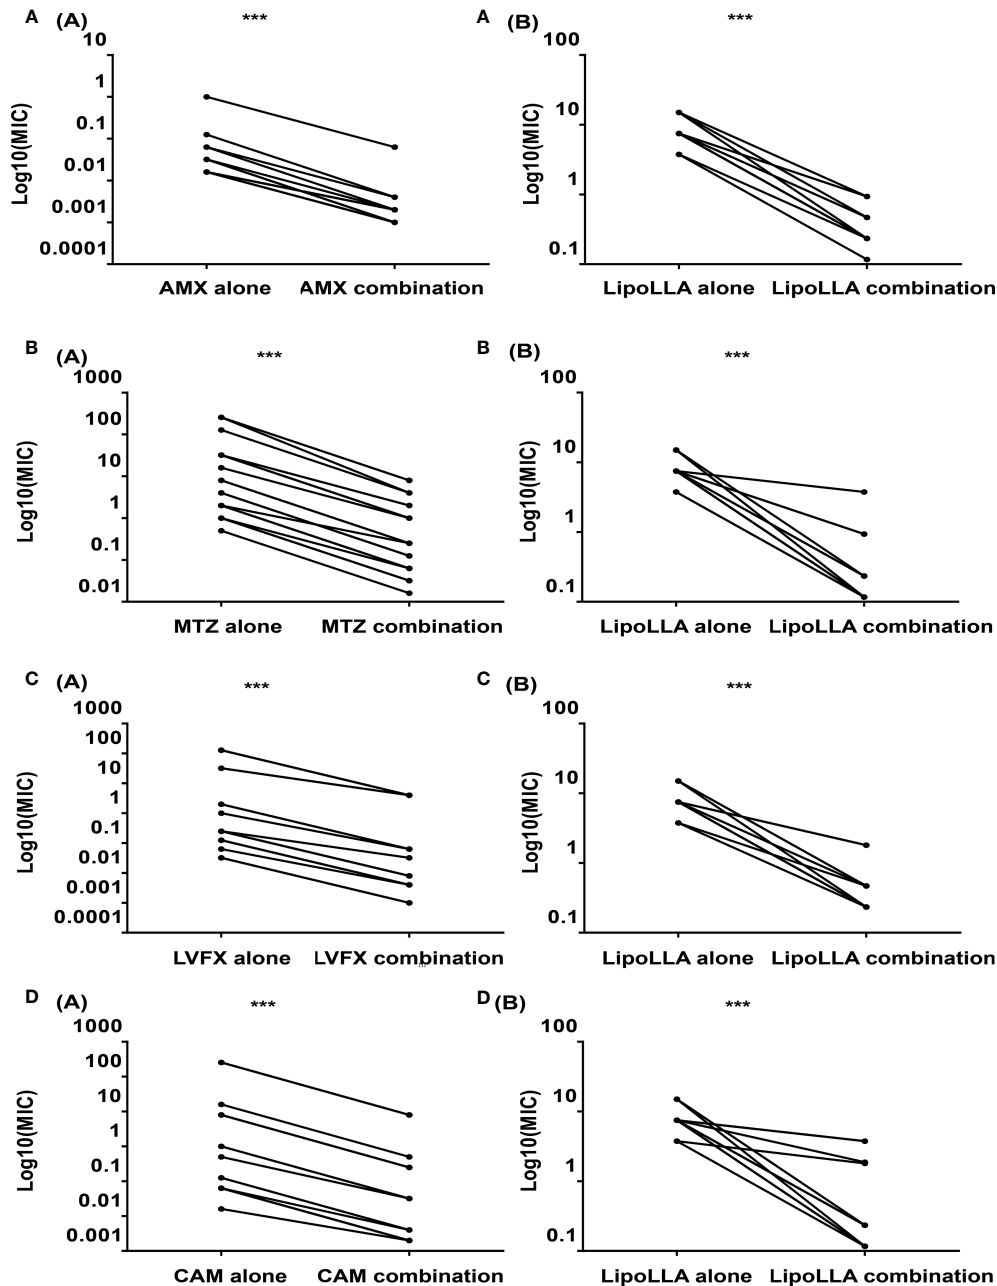 A (A) ***
10
1
0.1
0.01
0.001
0.0001
Log10(MIC)
AMX alone AMX combination
A (B) ***
100
10
1
0.1
Log10(MIC)
LipoLLA alone LipoLLA combination
B (A) ***
1000
100
10
1
0.1
0.01
Log10(MIC)
MTZ alone MTZ combination
B (B) ***
100
10
1
0.1
Log10(MIC)
LipoLLA alone LipoLLA combination
C (A) ***
1000
100
10
1
0.1
0.01
0.001
0.0001
Log10(MIC)
LVFX alone LVFX combination
C (B) ***
100
10
1
0.1
Log10(MIC)
LipoLLA alone LipoLLA combination
D (A) ***
1000
100
10
1
0.1
0.01
0.001
Log10(MIC)
CAM alone CAM combination
D (B) ***
100
10
1
0.1
Log10(MIC)
LipoLLA alone LipoLLA combination